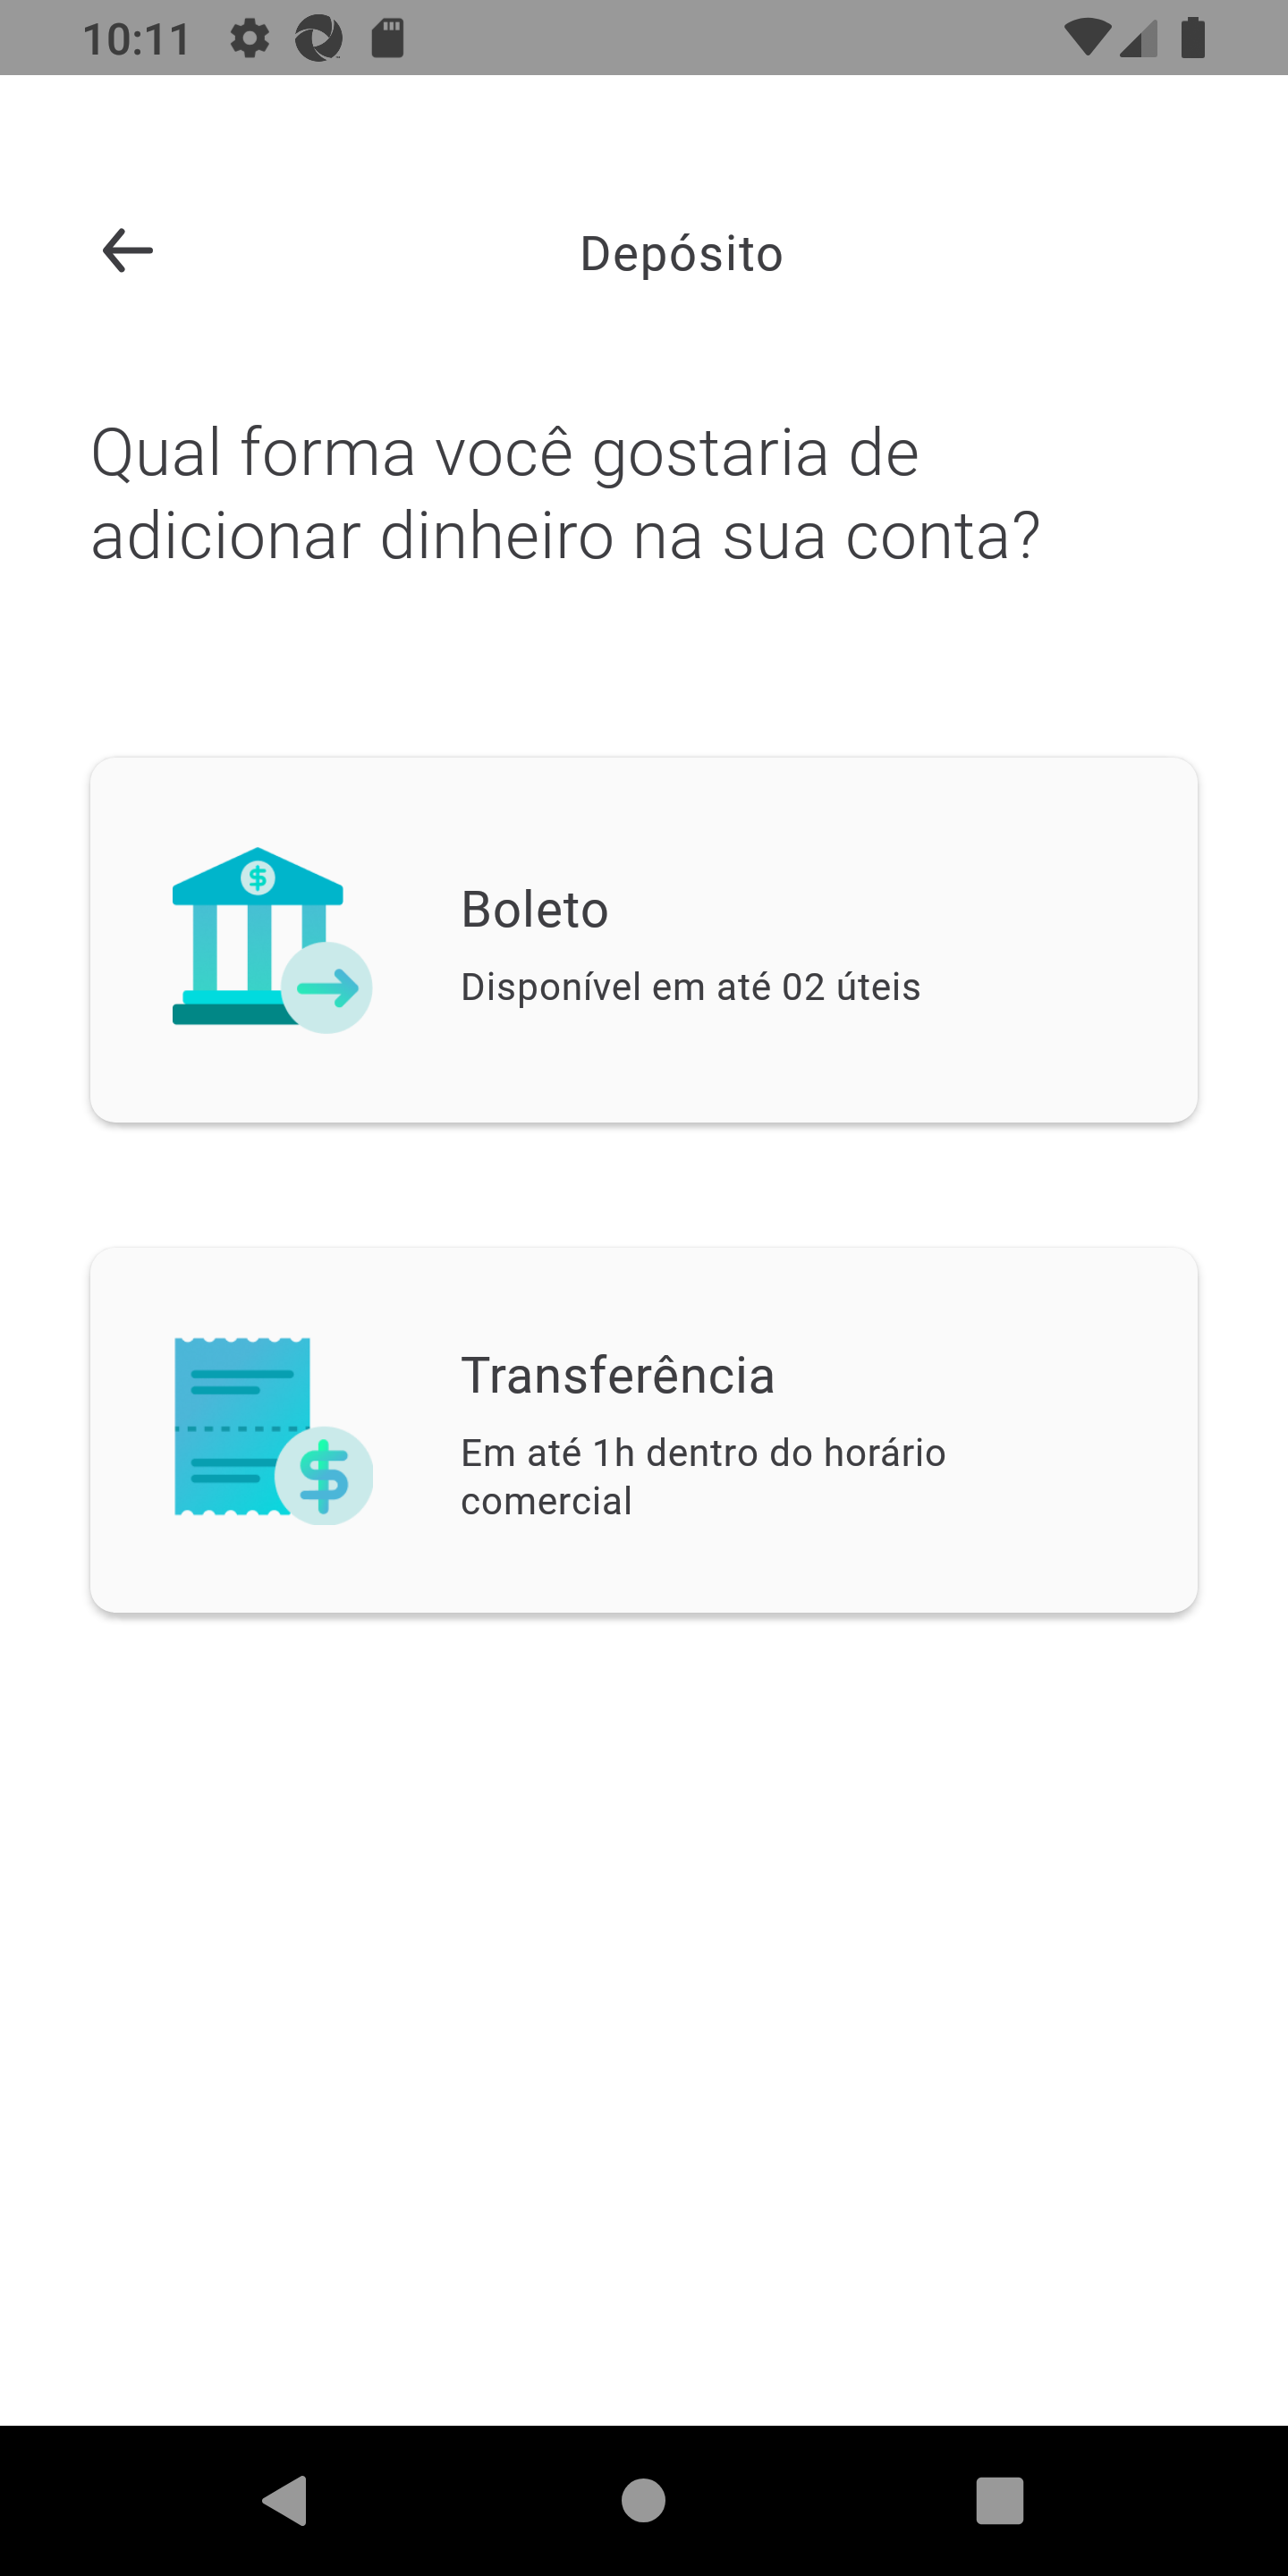 10:11
Depósito
Qual forma você gostaria de
adicionar dinheiro na sua conta?
$
Boleto
Disponível em até 02 úteis
$
Transferência
Em até 1h dentro do horário
comercial